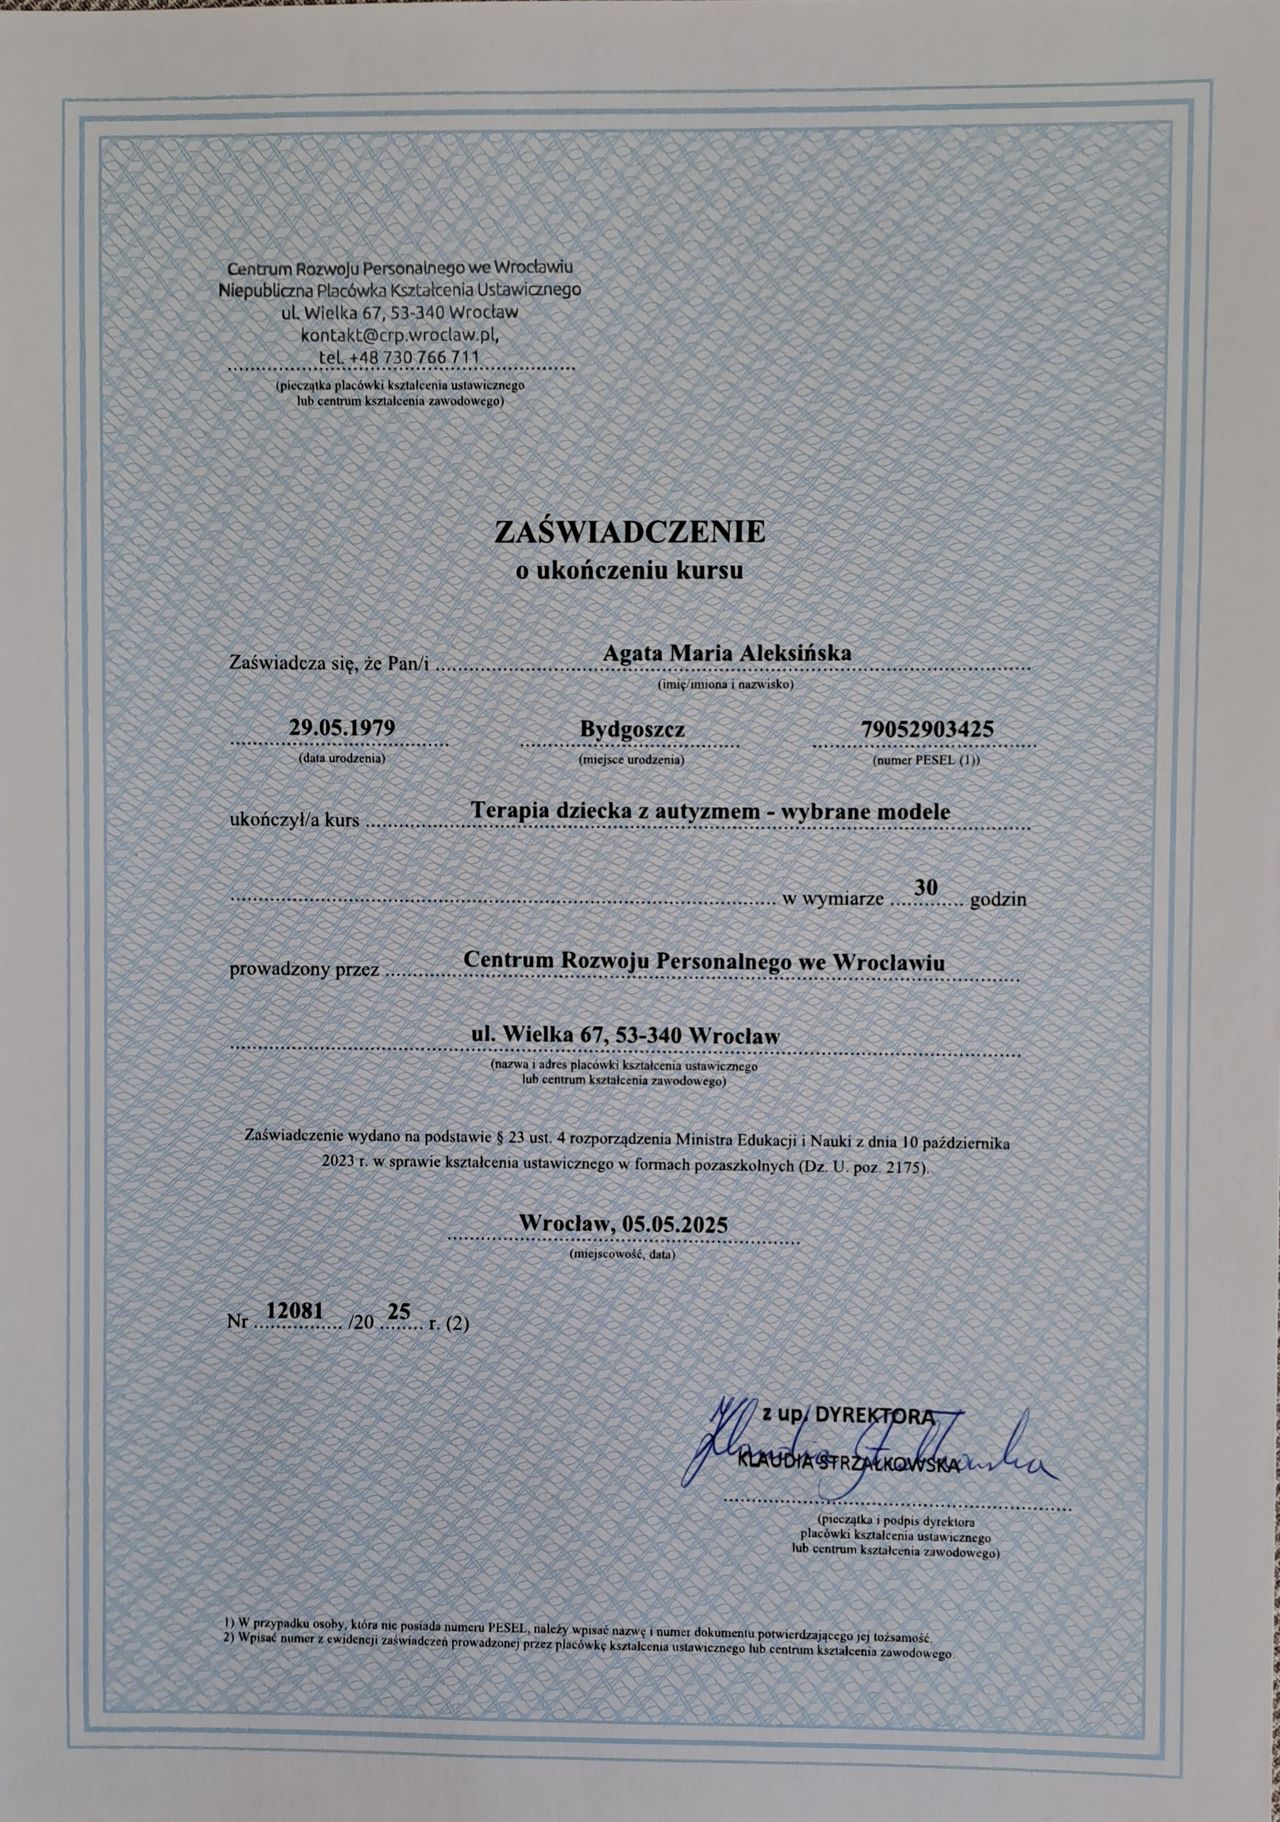 Centrum Rozwoju Personalnego we Wrocławiu
Niepubliczna Placówka Kształcenia Ustawicznego
ul. Wielka 67, 53-340 Wrocław
kontakt@crp.wroclaw.pl,
tel. +48 730 766 711
(pieczątka placówki kształcenia ustawicznego
lub centrum kształcenia zawodowego)
ZAŚWIADCZENIE
o ukończeniu kursu
Zaświadcza się, że Pan/i Agata Maria Aleksińska
(imię/imiona i nazwisko)
29.05.1979 Bydgoszcz 79052903425
(data urodzenia) (miejsce urodzenia) (numer PESEL (1))
ukończył/a kurs Terapia dziecka z autyzmem - wybrane modele
w wymiarze 30 godzin
prowadzony przez Centrum Rozwoju Personalnego we Wrocławiu
ul. Wielka 67, 53-340 Wrocław
(nazwa i adres placówki kształcenia ustawicznego
lub centrum kształcenia zawodowego)
Zaświadczenie wydano na podstawie § 23 ust. 4 rozporządzenia Ministra Edukacji i Nauki z dnia 10 października
2023 r. w sprawie kształcenia ustawicznego w formach pozaszkolnych (Dz. U. poz. 2175).
Wrocław, 05.05.2025
(miejscowość, data)
Nr 12081 /20 25 r. (2)
z up. DYREKTORA
KLAUDIA STRZAŁKOWSKA
(pieczątka i podpis dyrektora
placówki kształcenia ustawicznego
lub centrum kształcenia zawodowego)
1) W przypadku osoby, która nie posiada numeru PESEL, należy wpisać nazwę i numer dokumentu potwierdzającego jej tożsamość.
2) Wpisać numer z ewidencji zaświadczeń prowadzonej przez placówkę kształcenia ustawicznego lub centrum kształcenia zawodowego.